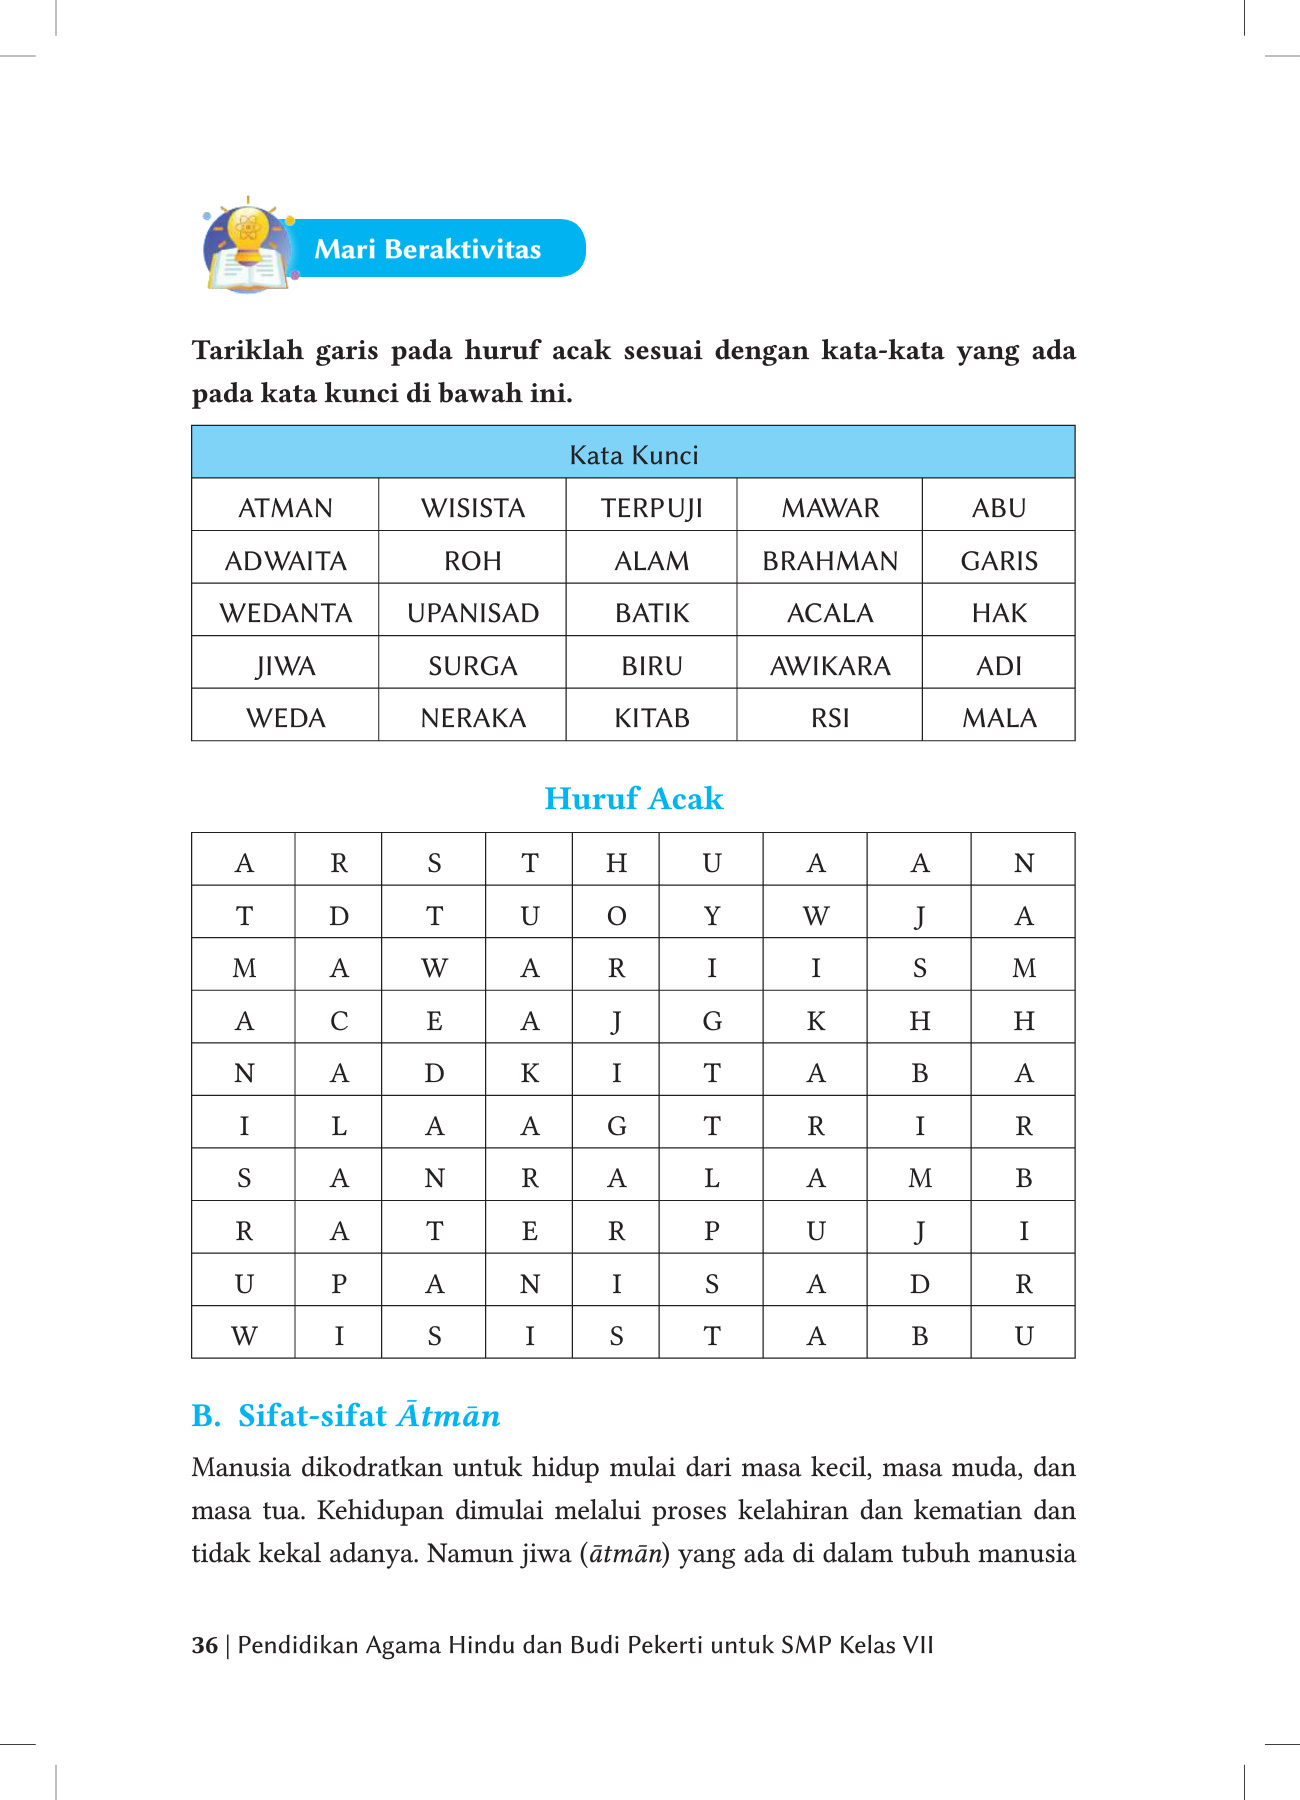 Mari Beraktivitas
Tariklah garis pada huruf acak sesuai dengan kata-kata yang ada
pada kata kunci di bawah ini.
Kata Kunci
ATMAN WISISTA TERPUJI MAWAR ABU
ADWAITA ROH ALAM BRAHMAN GARIS
WEDANTA UPANISAD BATIK ACALA HAK
JIWA SURGA BIRU AWIKARA ADI
WEDA NERAKA KITAB RSI MALA
Huruf Acak
A R S T H U A A N
T D T U O Y W J A
M A W A R I I S M
A C E A J G K H H
N A D K I T A B A
I L A A G T R I R
S A N R A L A M B
R A T E R P U J I
U P A N I S A D R
W I S I S T A B U
B. Sifat-sifat Ātmān
Manusia dikodratkan untuk hidup mulai dari masa kecil, masa muda, dan
masa tua. Kehidupan dimulai melalui proses kelahiran dan kematian dan
tidak kekal adanya. Namun jiwa (ātmān) yang ada di dalam tubuh manusia
36 | Pendidikan Agama Hindu dan Budi Pekerti untuk SMP Kelas VII